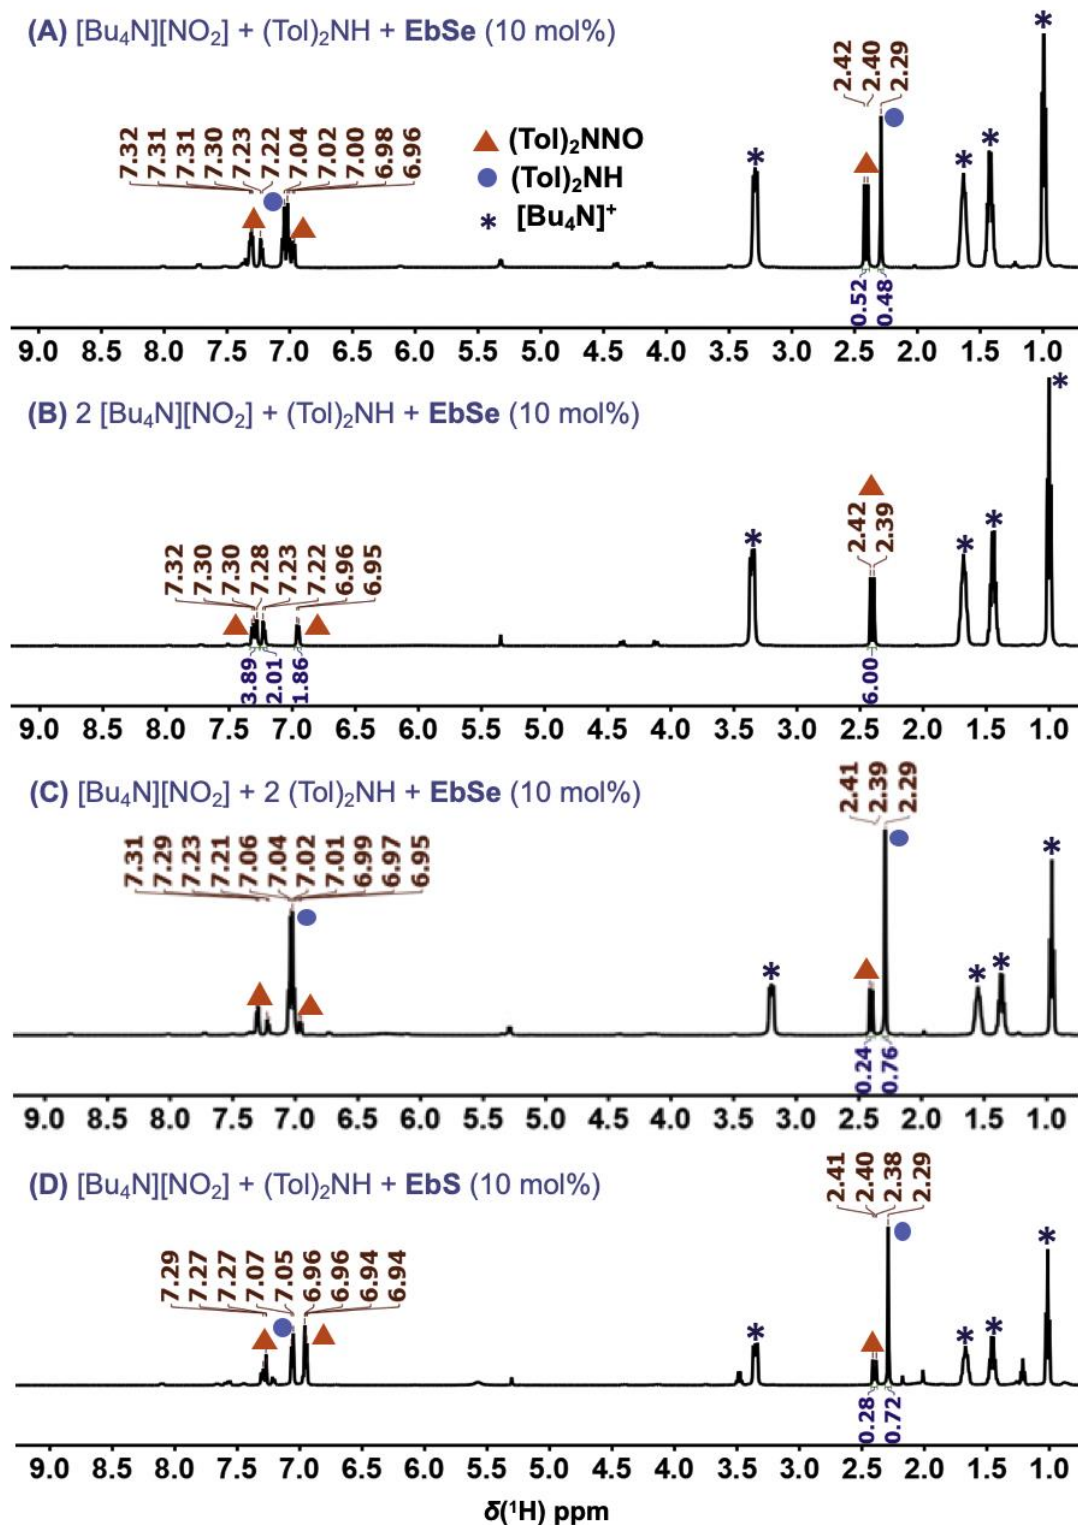 (A) [Bu₄N][NO₂] + (Tol)₂NH + EbSe (10 mol%)
*
2.42 2.40 2.29
7.32 7.31 7.31 7.30 7.23 7.22 7.04 7.02 7.00 6.98 6.96
(Tol)₂NNO
(Tol)₂NH
* [Bu₄N]⁺
* * *
0.52 0.48
9.0 8.5 8.0 7.5 7.0 6.5 6.0 5.5 5.0 4.5 4.0 3.5 3.0 2.5 2.0 1.5 1.0
(B) 2 [Bu₄N][NO₂] + (Tol)₂NH + EbSe (10 mol%)
*
2.42 2.39
7.32 7.30 7.30 7.28 7.23 7.22 6.96 6.95
* * *
3.89 2.01 1.86 6.00
9.0 8.5 8.0 7.5 7.0 6.5 6.0 5.5 5.0 4.5 4.0 3.5 3.0 2.5 2.0 1.5 1.0
(C) [Bu₄N][NO₂] + 2 (Tol)₂NH + EbSe (10 mol%)
2.41 2.39 2.29
7.31 7.29 7.23 7.21 7.06 7.04 7.02 7.01 6.99 6.97 6.95
* * * *
0.24 0.76
9.0 8.5 8.0 7.5 7.0 6.5 6.0 5.5 5.0 4.5 4.0 3.5 3.0 2.5 2.0 1.5 1.0
(D) [Bu₄N][NO₂] + (Tol)₂NH + EbS (10 mol%)
2.41 2.40 2.38 2.29
7.29 7.27 7.27 7.07 7.05 6.96 6.96 6.94 6.94
* * * *
0.28 0.72
9.0 8.5 8.0 7.5 7.0 6.5 6.0 5.5 5.0 4.5 4.0 3.5 3.0 2.5 2.0 1.5 1.0
δ(¹H) ppm